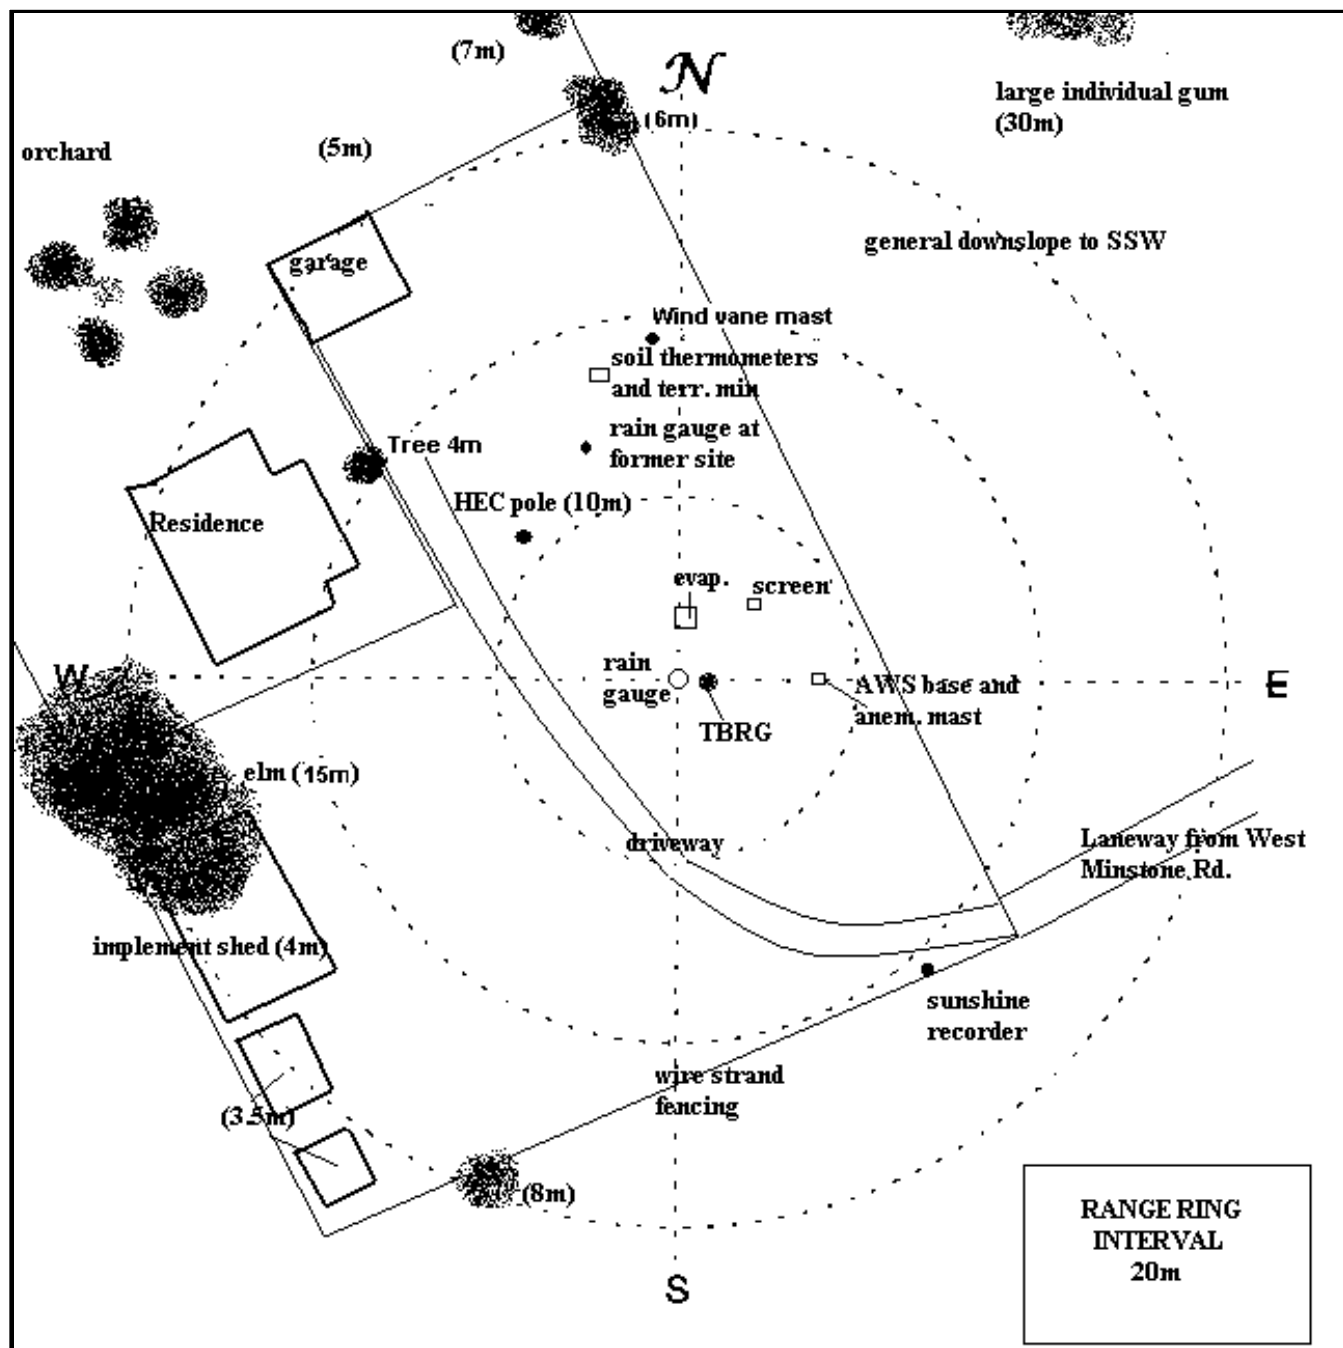 (7m)
N
large individual gum
(30m)
(6m)
(5m)
orchard
general downslope to SSW
garage
Wind vane mast
soil thermometers
and terr. min
rain gauge at
former site
Tree 4m
HEC pole (10m)
Residence
evap.
screen
W
rain
gauge
TBRG
AWS base and
anem. mast
E
elm (15m)
driveway
Laneway from West
Minstone Rd.
implement shed (4m)
sunshine
recorder
wire strand
fencing
(3.5m)
(8m)
S
RANGE RING
INTERVAL
20m